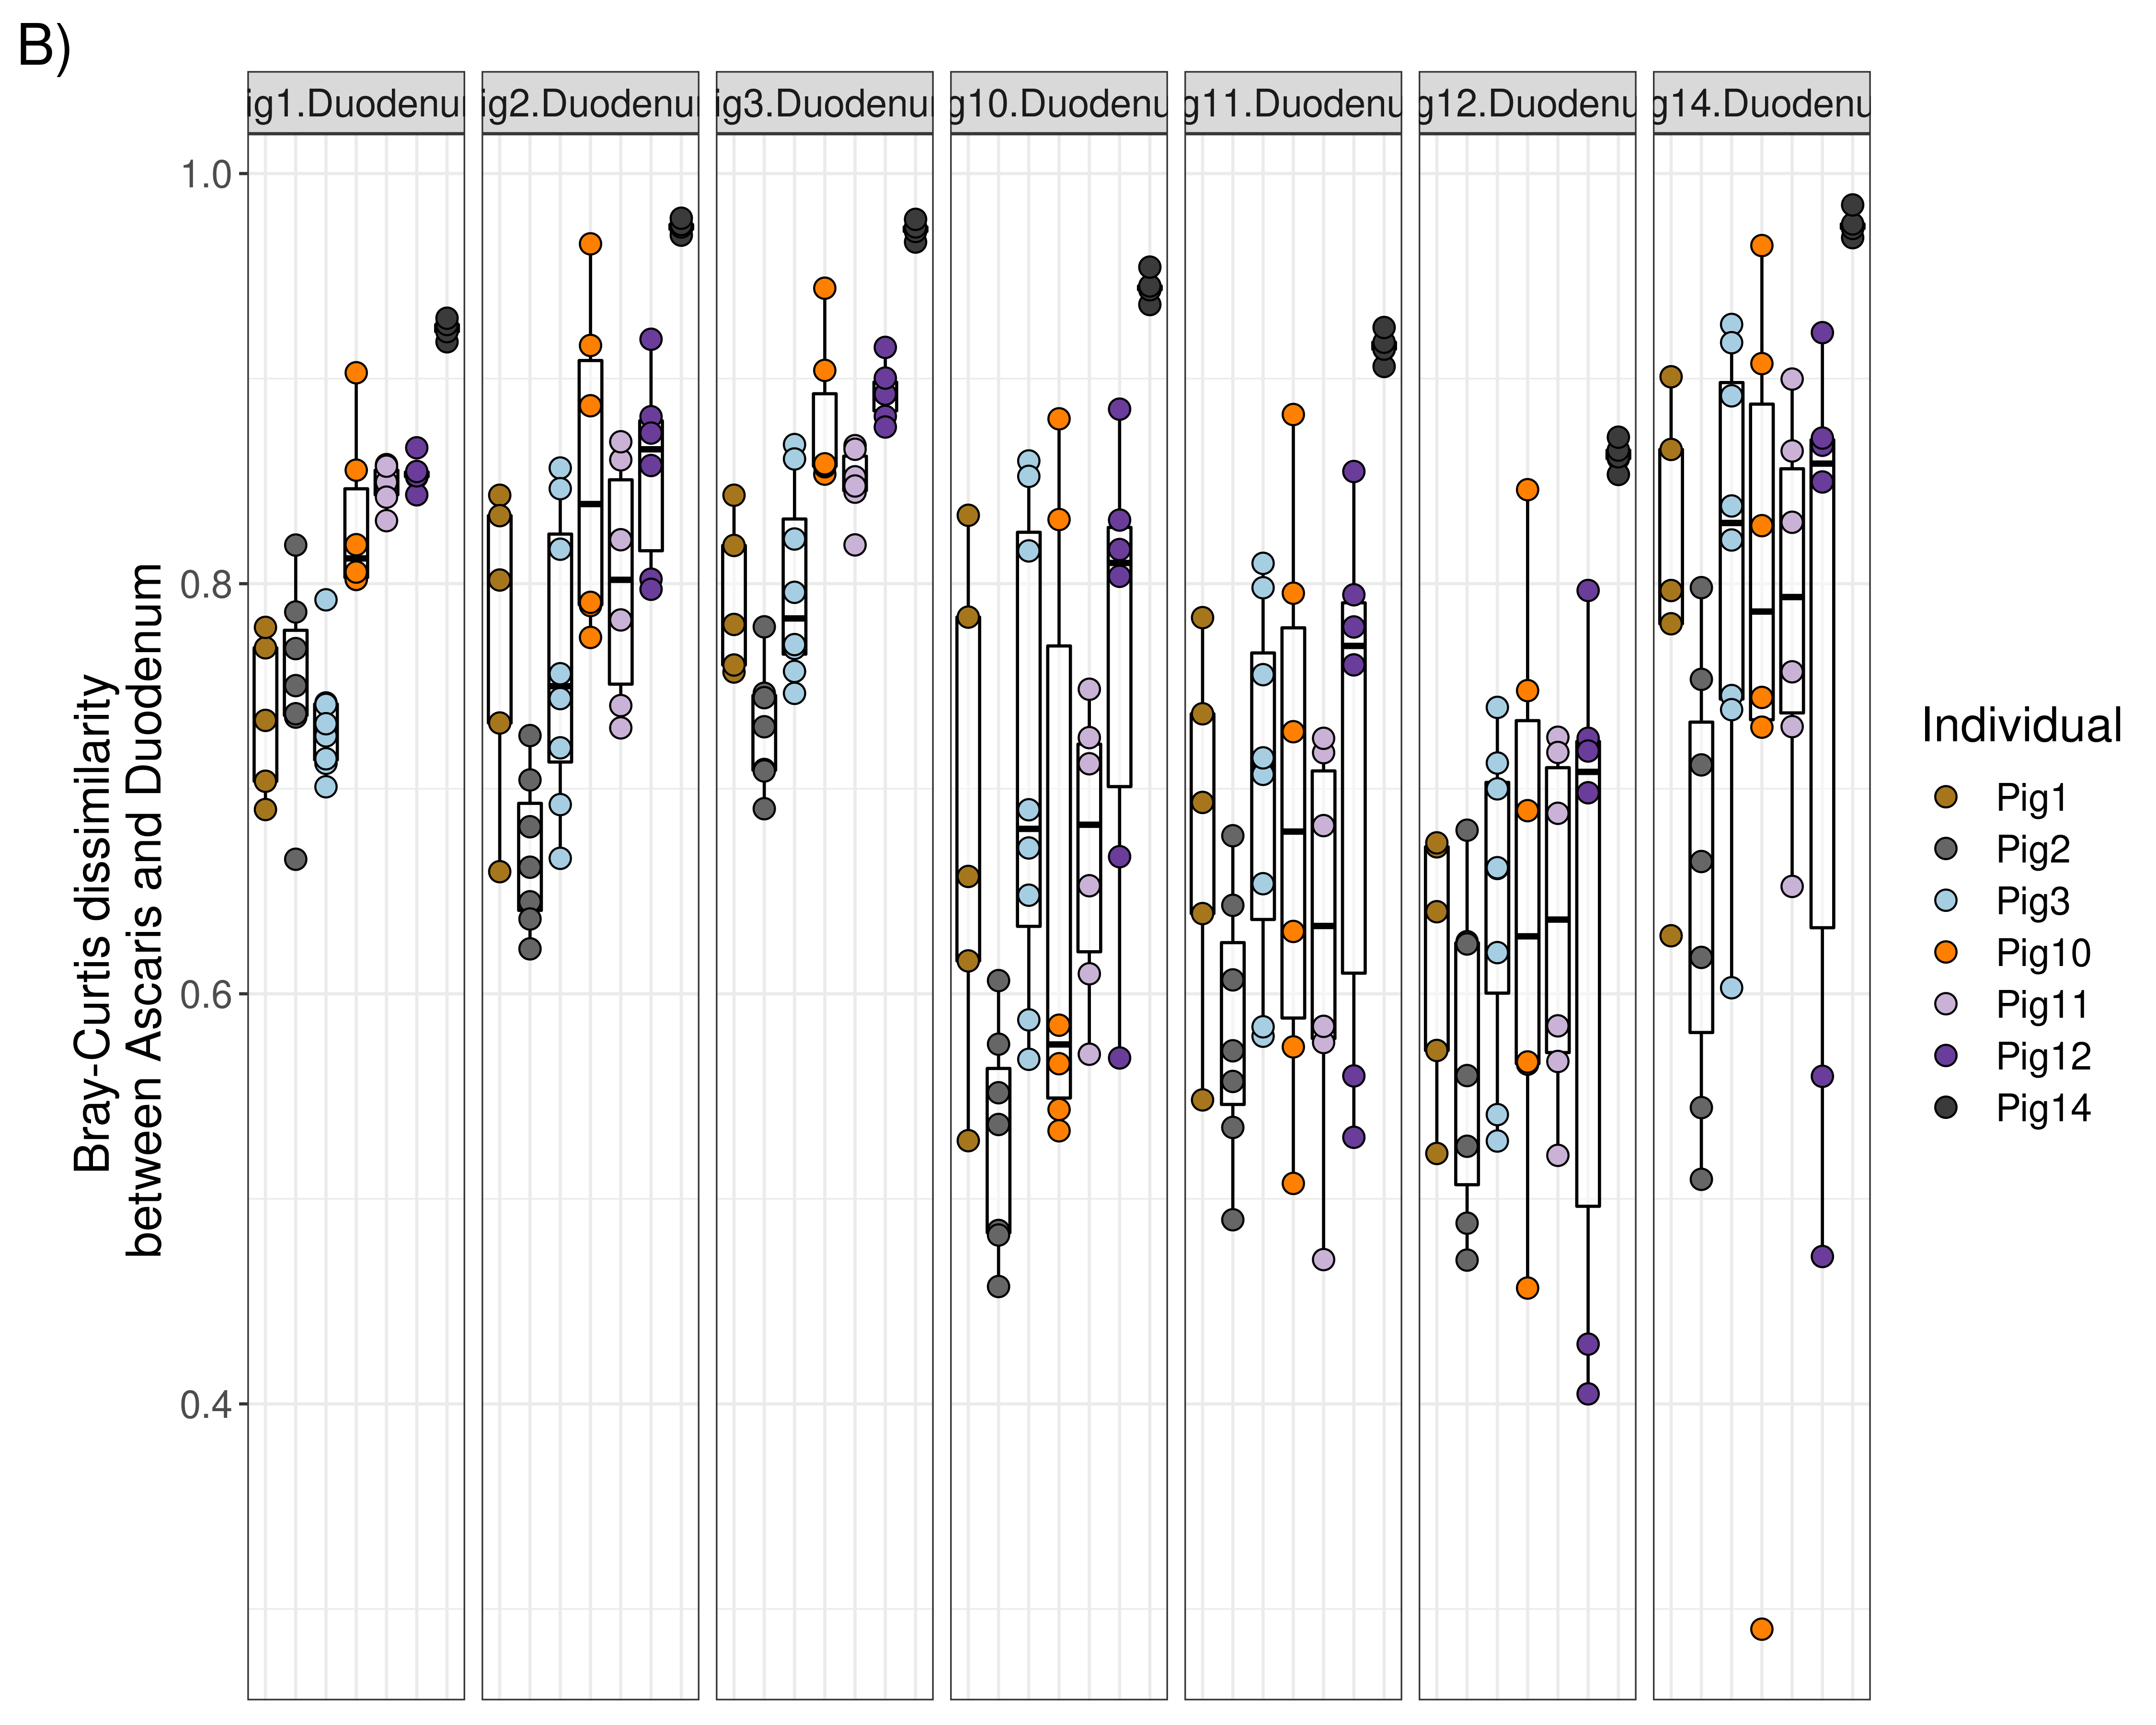 B)
ig1.Duodenu
ig2.Duodenu
ig3.Duodenu
g10.Duodenu
g11.Duodenu
g12.Duodenu
g14.Duodenu
1.0
0.8
0.6
0.4
Bray-Curtis dissimilarity
between Ascaris and Duodenum
Individual
Pig1
Pig2
Pig3
Pig10
Pig11
Pig12
Pig14